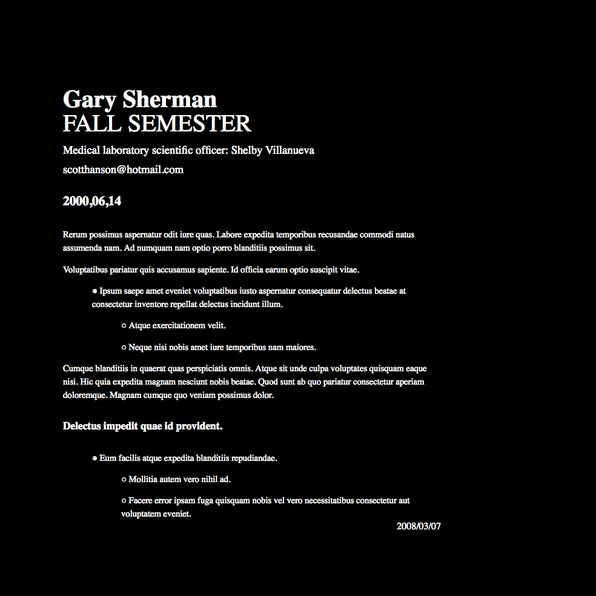 Gary Sherman
FALL SEMESTER
Medical laboratory scientific officer: Shelby Villanueva
scotthanson@hotmail.com
2000,06,14
Rerum possimus aspernatur odit iure quas. Labore expedita temporibus recusandae commodi natus
assumenda nam. Ad numquam nam optio porro blanditiis possimus sit.
Voluptatibus pariatur quis accusamus sapiente. Id officia earum optio suscipit vitae.
● Ipsum saepe amet eveniet voluptatibus iusto aspernatur consequatur delectus beatae at
consectetur inventore repellat delectus incidunt illum.
○ Atque exercitationem velit.
○ Neque nisi nobis amet iure temporibus nam maiores.
Cumque blanditiis in quaerat quas perspiciatis omnis. Atque sit unde culpa voluptates quisquam eaque
nisi. Hic quia expedita magnam nesciunt nobis beatae. Quod sunt ab quo pariatur consectetur aperiam
doloremque. Magnam cumque quo veniam possimus dolor.
Delectus impedit quae id provident.
● Eum facilis atque expedita blanditiis repudiandae.
○ Mollitia autem vero nihil ad.
○ Facere error ipsam fuga quisquam nobis vel vero necessitatibus consectetur aut
voluptatem eveniet.
2008/03/07